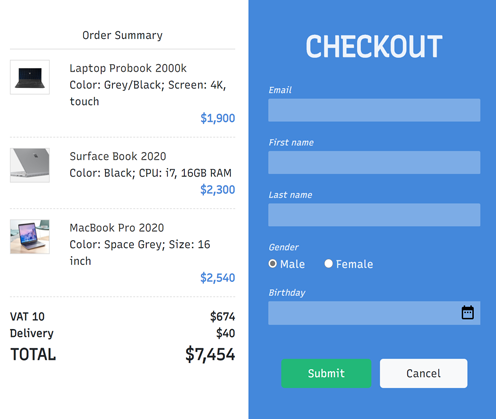 Order Summary
Laptop Probook 2000k
Color: Grey/Black; Screen: 4K,
touch
$1,900
Surface Book 2020
Color: Black; CPU: i7, 16GB RAM
$2,300
MacBook Pro 2020
Color: Space Grey; Size: 16
inch
$2,540
VAT 10 $674
Delivery $40
TOTAL $7,454
CHECKOUT
Email
First name
Last name
Gender
Male Female
Birthday
Submit Cancel